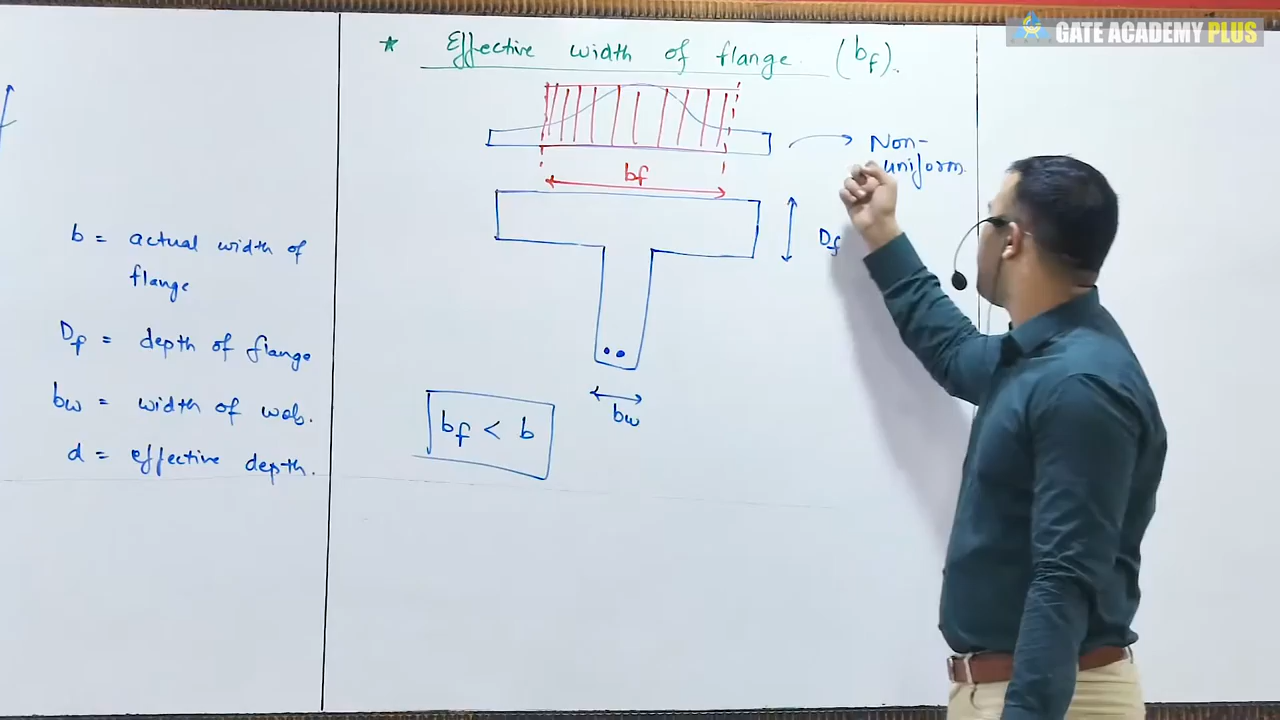 GATE ACADEMY PLUS
* Effective width of flange. (bf).
Non-
uniform.
bf
Df
b = actual width of
flange
Df = depth of flange
bw = width of web.
d = effective depth.
bw
bf < b